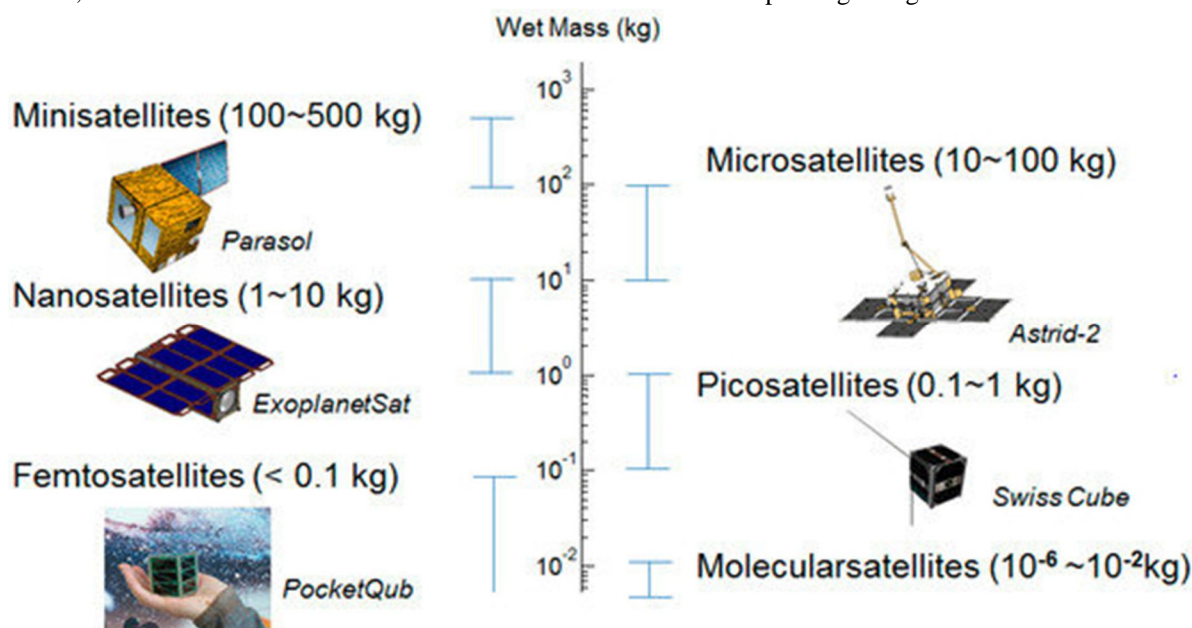 Wet Mass (kg)
10³
Minisatellites (100~500 kg)
Microsatellites (10~100 kg)
10²
Parasol
10¹
Nanosatellites (1~10 kg)
Astrid-2
10⁰
Picosatellites (0.1~1 kg)
ExoplanetSat
10⁻¹
Femtosatellites (< 0.1 kg)
Swiss Cube
10⁻²
Molecularsatellites (10⁻⁶ ~10⁻²kg)
PocketQub